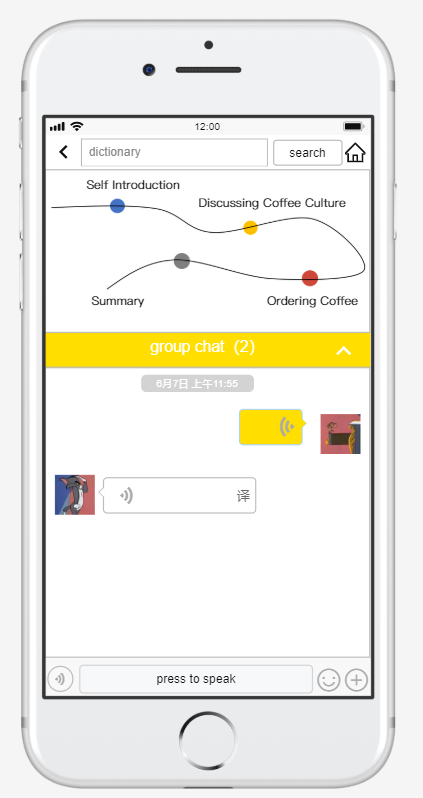 12:00
dictionary
search
Self Introduction
Discussing Coffee Culture
Summary
Ordering Coffee
group chat (2)
6月7日 上午11:55
译
press to speak